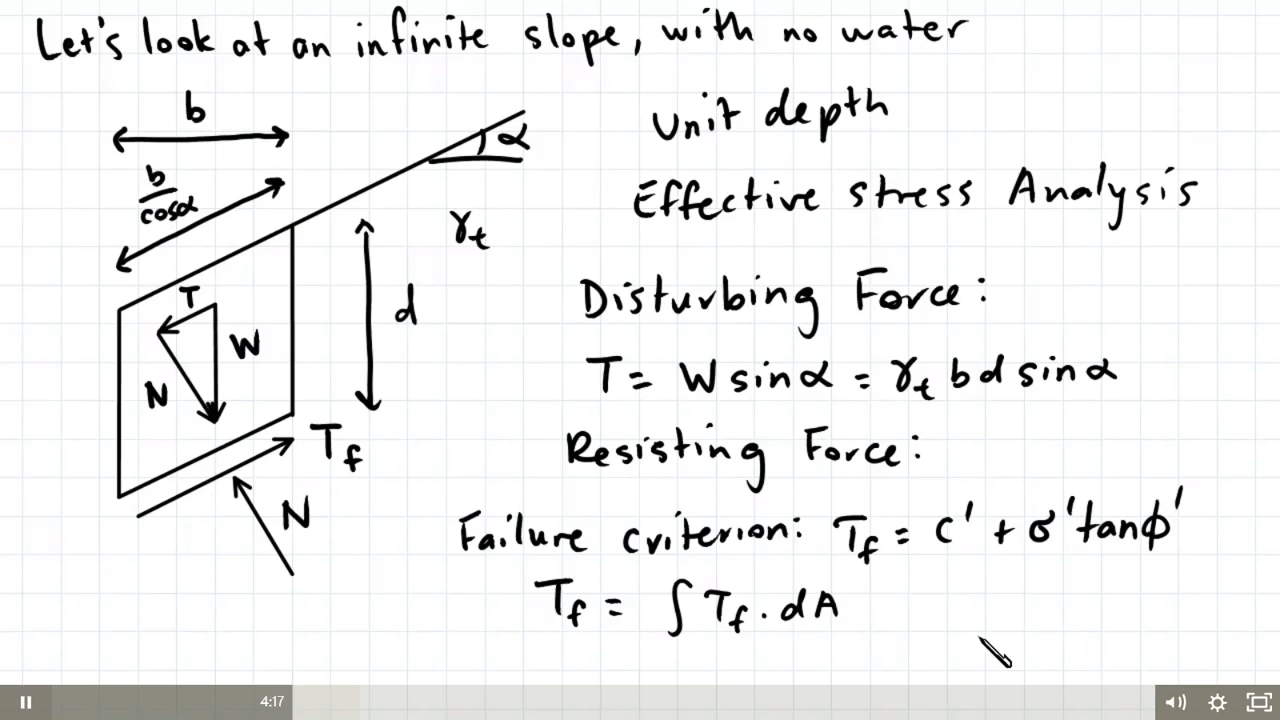 Let's look at an infinite slope, with no water
b
Unit depth
α
b/cosα
Effective stress Analysis
γt
Disturbing Force:
T
d
W
N
T = W sinα = γt bd sinα
Tf
Resisting Force:
N
Failure criterion: τf = c' + σ'tanϕ'
Tf = ∫ τf . dA
4:17